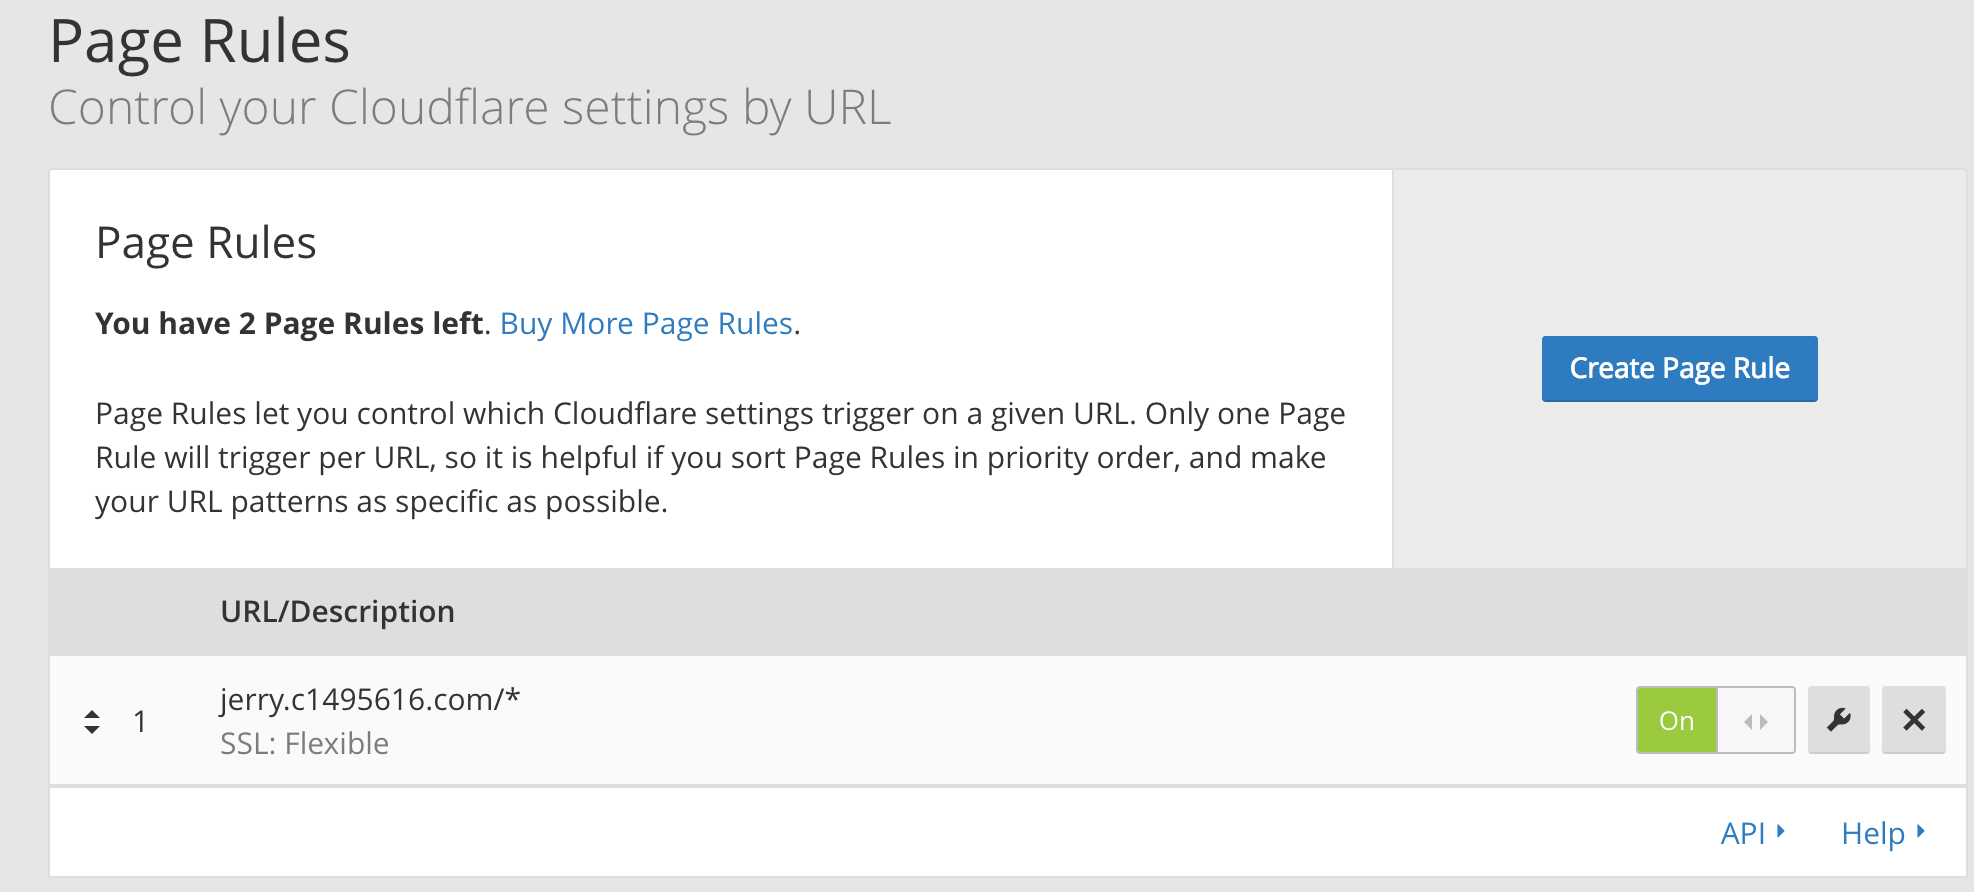 Page Rules
Control your Cloudflare settings by URL
Page Rules
You have 2 Page Rules left. Buy More Page Rules.
Create Page Rule
Page Rules let you control which Cloudflare settings trigger on a given URL. Only one Page
Rule will trigger per URL, so it is helpful if you sort Page Rules in priority order, and make
your URL patterns as specific as possible.
URL/Description
1
jerry.c1495616.com/*
SSL: Flexible
On
API
Help